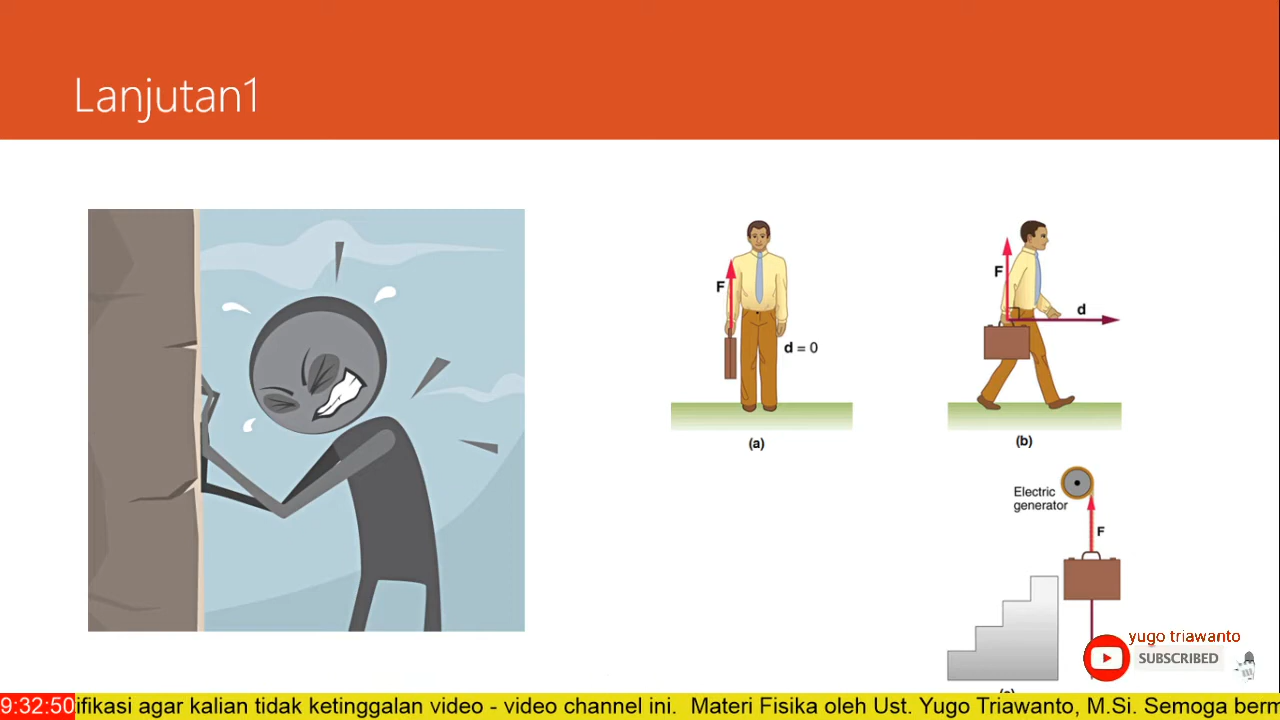 Lanjutan1
F
d = 0
(a)
F
d
(b)
Electric
generator
F
yugo triawanto
SUBSCRIBED
9:32:50 ifikasi agar kalian tidak ketinggalan video - video channel ini. Materi Fisika oleh Ust. Yugo Triawanto, M.Si. Semoga